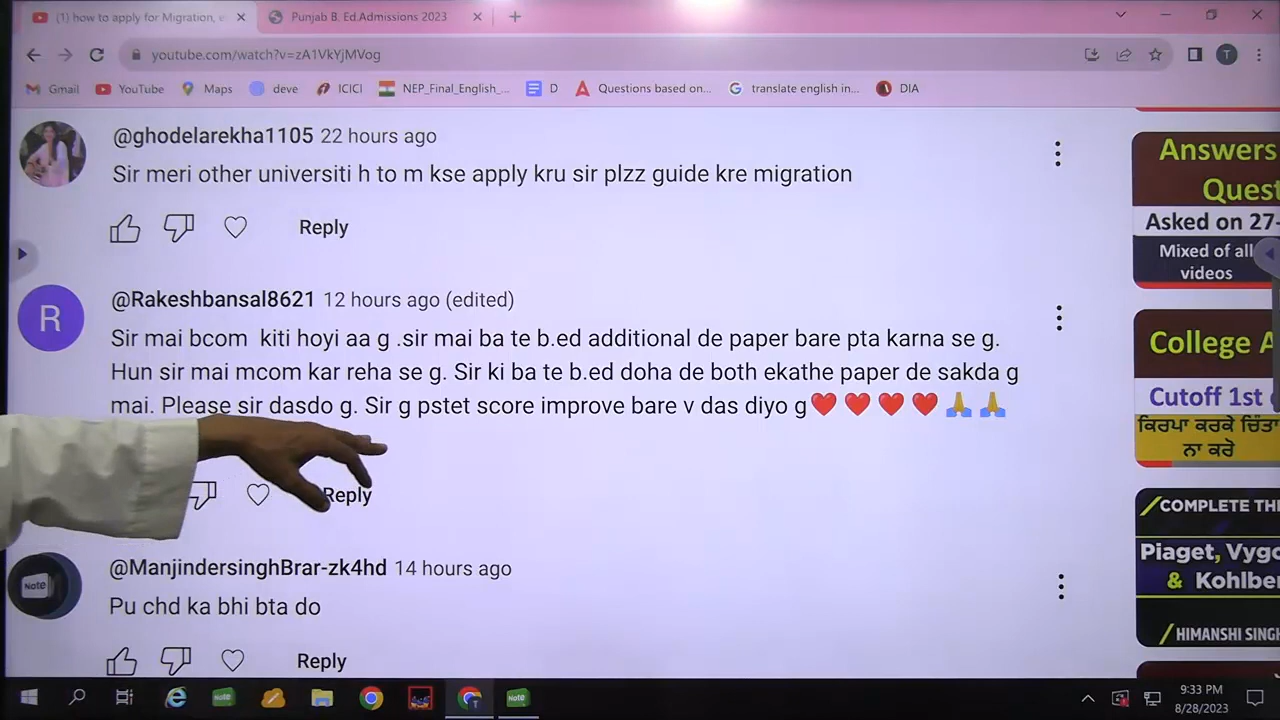 (1) how to apply for Migration, e
Punjab B. Ed.Admissions 2023
youtube.com/watch?v=zA1VkYjMVog
T
Gmail
YouTube
Maps
deve
ICICI
NEP_Final_English_...
D
Questions based on...
translate english in...
DIA
@ghodelarekha1105 22 hours ago
Sir meri other universiti h to m kse apply kru sir plzz guide kre migration
Reply
R
@Rakeshbansal8621 12 hours ago (edited)
Sir mai bcom kiti hoyi aa g .sir mai ba te b.ed additional de paper bare pta karna se g.
Hun sir mai mcom kar reha se g. Sir ki ba te b.ed doha de both ekathe paper de sakda g
mai. Please sir dasdo g. Sir g pstet score improve bare v das diyo g❤️ ❤️ ❤️ ❤️ 🙏 🙏
Reply
Note
@ManjindersinghBrar-zk4hd 14 hours ago
Pu chd ka bhi bta do
Reply
Answers
Quest
Asked on 27-
Mixed of all
videos
College A
Cutoff 1st
ਕਿਰਪਾ ਕਰਕੇ ਚਿੰਤਾ
ਨਾ ਕਰੋ
COMPLETE THE
Piaget, Vygo
& Kohlber
HIMANSHI SINGH
Note
T
Note
9:33 PM
8/28/2023